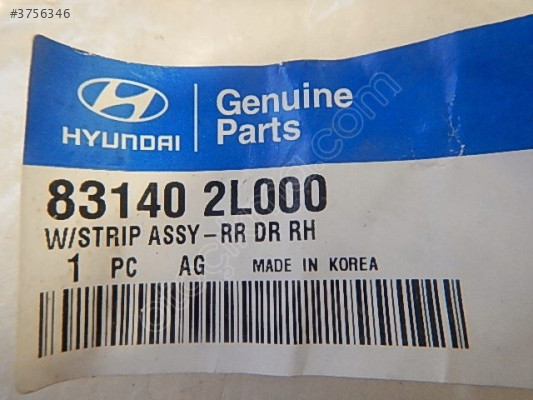 #3756346
HYUNDAI
Genuine
Parts
83140 2L000
W/STRIP ASSY-RR DR RH
1 PC AG MADE IN KOREA